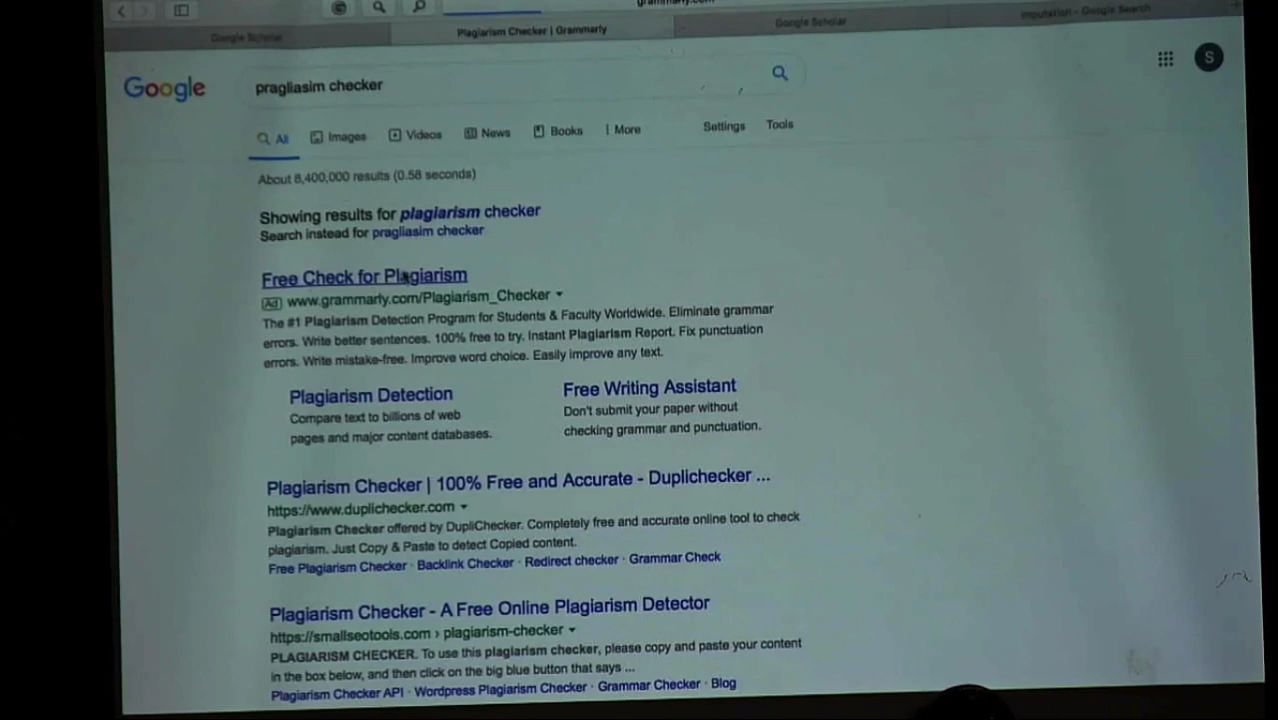 grammarly.com
Google Scholar
Plagiarism Checker | Grammarly
Google Scholar
imputation - Google Search
Google
pragliasim checker
S
All
Images
Videos
News
Books
More
Settings
Tools
About 8,400,000 results (0.58 seconds)
Showing results for plagiarism checker
Search instead for pragliasim checker
Free Check for Plagiarism
Ad www.grammarly.com/Plagiarism_Checker
The #1 Plagiarism Detection Program for Students & Faculty Worldwide. Eliminate grammar
errors. Write better sentences. 100% free to try. Instant Plagiarism Report. Fix punctuation
errors. Write mistake-free. Improve word choice. Easily improve any text.
Plagiarism Detection
Compare text to billions of web
pages and major content databases.
Free Writing Assistant
Don't submit your paper without
checking grammar and punctuation.
Plagiarism Checker | 100% Free and Accurate - Duplichecker ...
https://www.duplichecker.com
Plagiarism Checker offered by DupliChecker. Completely free and accurate online tool to check
plagiarism. Just Copy & Paste to detect Copied content.
Free Plagiarism Checker · Backlink Checker · Redirect checker · Grammar Check
Plagiarism Checker - A Free Online Plagiarism Detector
https://smallseotools.com › plagiarism-checker
PLAGIARISM CHECKER. To use this plagiarism checker, please copy and paste your content
in the box below, and then click on the big blue button that says ...
Plagiarism Checker API · Wordpress Plagiarism Checker · Grammar Checker · Blog